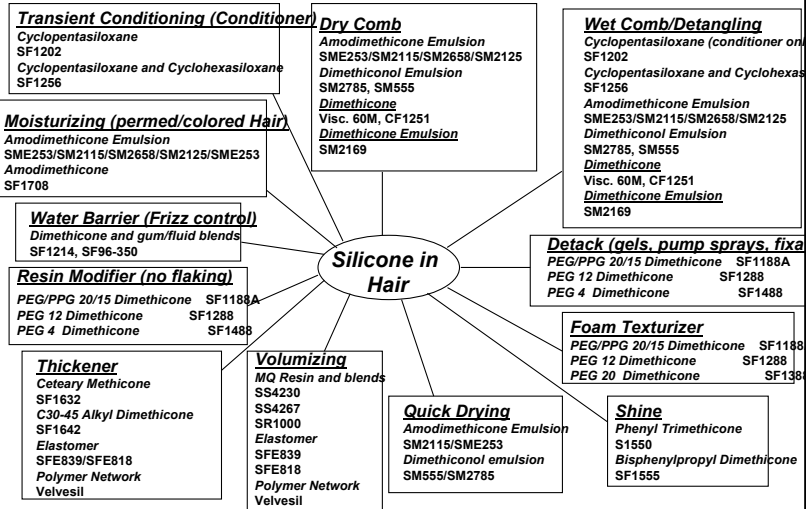 Transient Conditioning (Conditioner)
Cyclopentasiloxane
SF1202
Cyclopentasiloxane and Cyclohexasiloxane
SF1256
Dry Comb
Amodimethicone Emulsion
SME253/SM2115/SM2658/SM2125
Dimethiconol Emulsion
SM2785, SM555
Dimethicone
Visc. 60M, CF1251
Dimethicone Emulsion
SM2169
Wet Comb/Detangling
Cyclopentasiloxane (conditioner onl
SF1202
Cyclopentasiloxane and Cyclohexas
SF1256
Amodimethicone Emulsion
SME253/SM2115/SM2658/SM2125
Dimethiconol Emulsion
SM2785, SM555
Dimethicone
Visc. 60M, CF1251
Dimethicone Emulsion
SM2169
Moisturizing (permed/colored Hair)
Amodimethicone Emulsion
SME253/SM2115/SM2658/SM2125/SME253
Amodimethicone
SF1708
Water Barrier (Frizz control)
Dimethicone and gum/fluid blends
SF1214, SF96-350
Silicone in
Hair
Detack (gels, pump sprays, fixa
PEG/PPG 20/15 Dimethicone SF1188A
PEG 12 Dimethicone SF1288
PEG 4 Dimethicone SF1488
Resin Modifier (no flaking)
PEG/PPG 20/15 Dimethicone SF1188A
PEG 12 Dimethicone SF1288
PEG 4 Dimethicone SF1488
Foam Texturizer
PEG/PPG 20/15 Dimethicone SF1188
PEG 12 Dimethicone SF1288
PEG 20 Dimethicone SF1388
Thickener
Ceteary Methicone
SF1632
C30-45 Alkyl Dimethicone
SF1642
Elastomer
SFE839/SFE818
Polymer Network
Velvesil
Volumizing
MQ Resin and blends
SS4230
SS4267
SR1000
Elastomer
SFE839
SFE818
Polymer Network
Velvesil
Quick Drying
Amodimethicone Emulsion
SM2115/SME253
Dimethiconol emulsion
SM555/SM2785
Shine
Phenyl Trimethicone
S1550
Bisphenylpropyl Dimethicone
SF1555